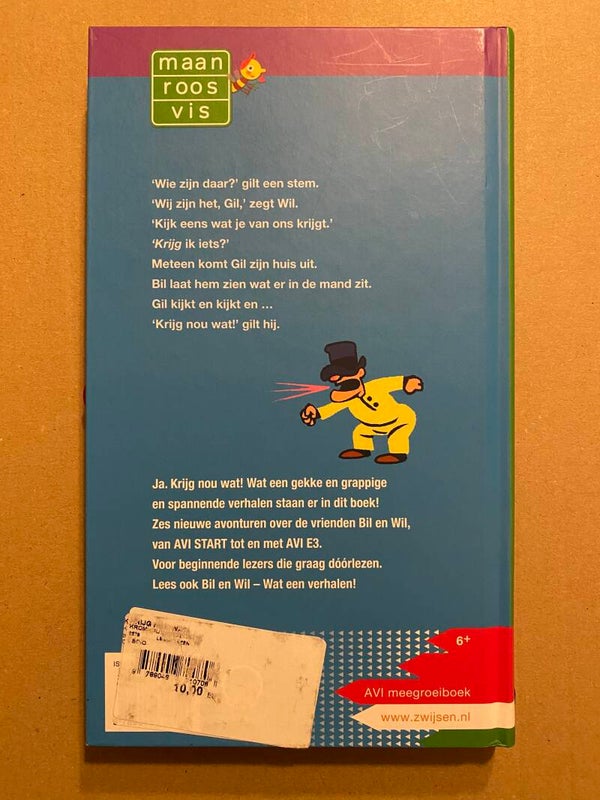 maan
roos
vis
‘Wie zijn daar?’ gilt een stem.
‘Wij zijn het, Gil,’ zegt Wil.
‘Kijk eens wat je van ons krijgt.’
‘Krijg ik iets?’
Meteen komt Gil zijn huis uit.
Bil laat hem zien wat er in de mand zit.
Gil kijkt en kijkt en …
‘Krijg nou wat!’ gilt hij.
Ja. Krijg nou wat! Wat een gekke en grappige
en spannende verhalen staan er in dit boek!
Zes nieuwe avonturen over de vrienden Bil en Wil,
van AVI START tot en met AVI E3.
Voor beginnende lezers die graag dóórlezen.
Lees ook Bil en Wil – Wat een verhalen!
10,00
6+
AVI meegroeiboek
www.zwijsen.nl